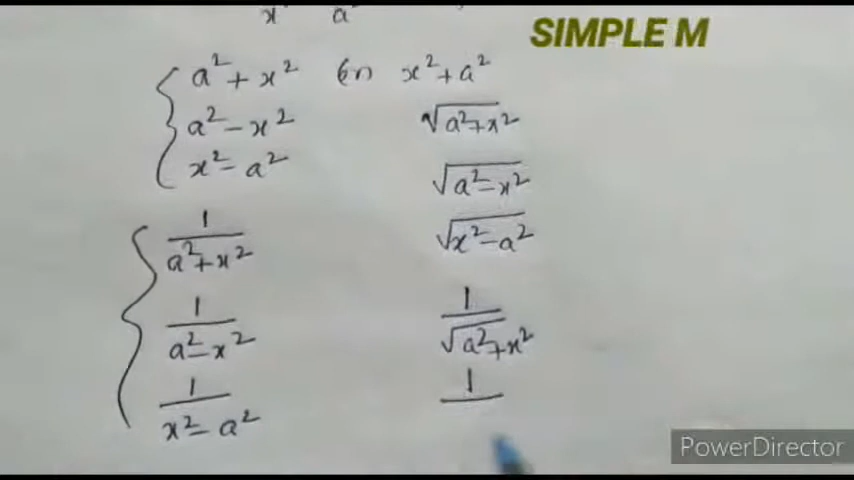 SIMPLE M
a² + x² (or) x² + a²
a² - x²
x² - a²
√(a² + x²)
√(a² - x²)
√(x² - a²)
1/(a² + x²)
1/(a² - x²)
1/(x² - a²)
1/√(a² + x²)
1/
PowerDirector